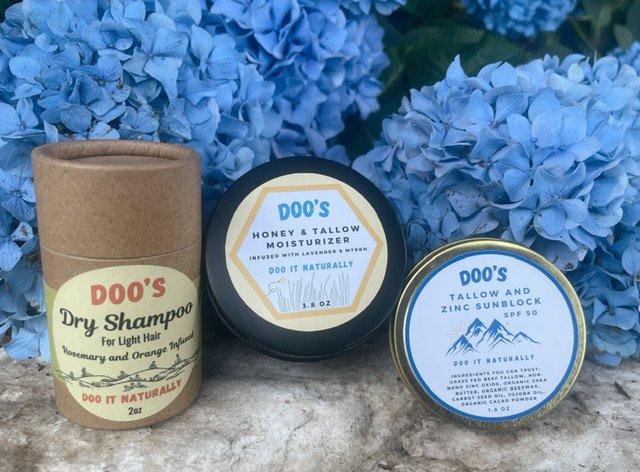 DOO'S
Dry Shampoo
For Light Hair
Rosemary and Orange Infused
DOO IT NATURALLY
2oz
DOO'S
HONEY & TALLOW
MOISTURIZER
INFUSED WITH LAVENDER & MYRRH
DOO IT NATURALLY
3.8 OZ
DOO'S
TALLOW AND
ZINC SUNBLOCK
SPF 50
DOO IT NATURALLY
INGREDIENTS YOU CAN TRUST:
GRASS FED BEEF TALLOW, NON-
NANO ZINC OXIDE, ORGANIC SHEA
BUTTER, ORGANIC BEESWAX,
CARROT SEED OIL, JOJOBA OIL,
ORGANIC CACAO POWDER
1.8 OZ